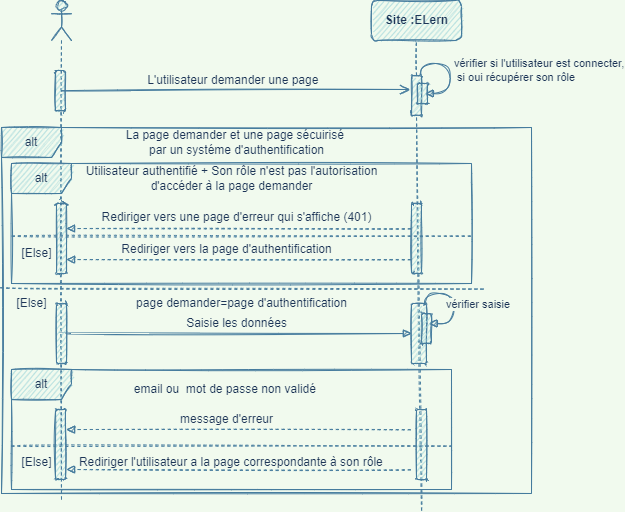 Site :ELern
vérifier si l'utilisateur est connecter,
si oui récupérer son rôle
L'utilisateur demander une page
alt
La page demander et une page sécuirisé
par un systéme d'authentification
alt
Utilisateur authentifié + Son rôle n'est pas l'autorisation
d'accéder à la page demander
Rediriger vers une page d'erreur qui s'affiche (401)
[Else]
Rediriger vers la page d'authentification
[Else]
page demander=page d'authentification
vérifier saisie
Saisie les données
alt
email ou mot de passe non validé
message d'erreur
[Else]
Rediriger l'utilisateur a la page correspondante à son rôle